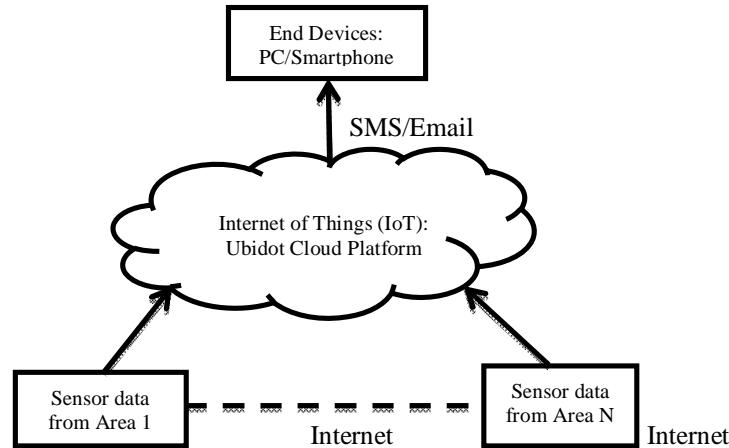 End Devices:
PC/Smartphone
SMS/Email
Internet of Things (IoT):
Ubidot Cloud Platform
Sensor data
from Area 1
Sensor data
from Area N
Internet
Internet